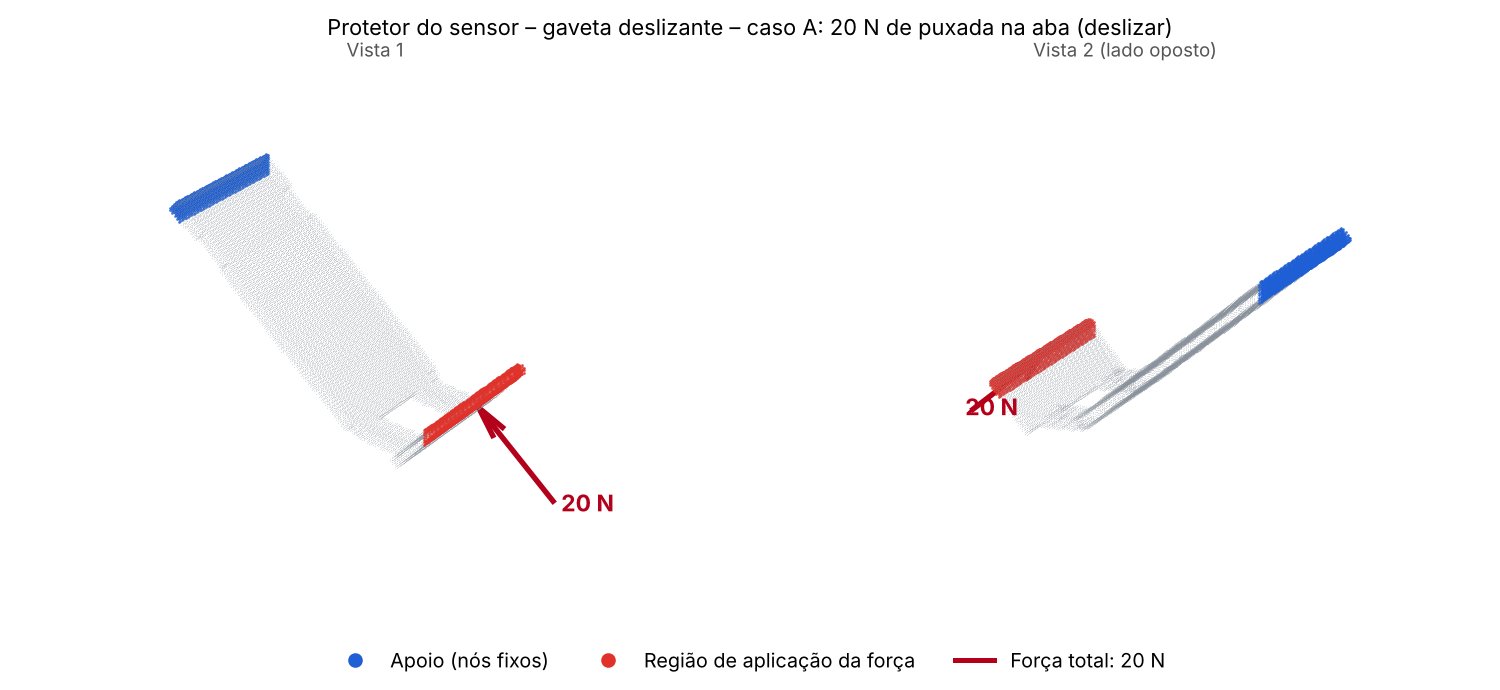 Protetor do sensor – gaveta deslizante – caso A: 20 N de puxada na aba (deslizar)
Vista 1
Vista 2 (lado oposto)
20 N
20 N
Apoio (nós fixos)
Região de aplicação da força
Força total: 20 N